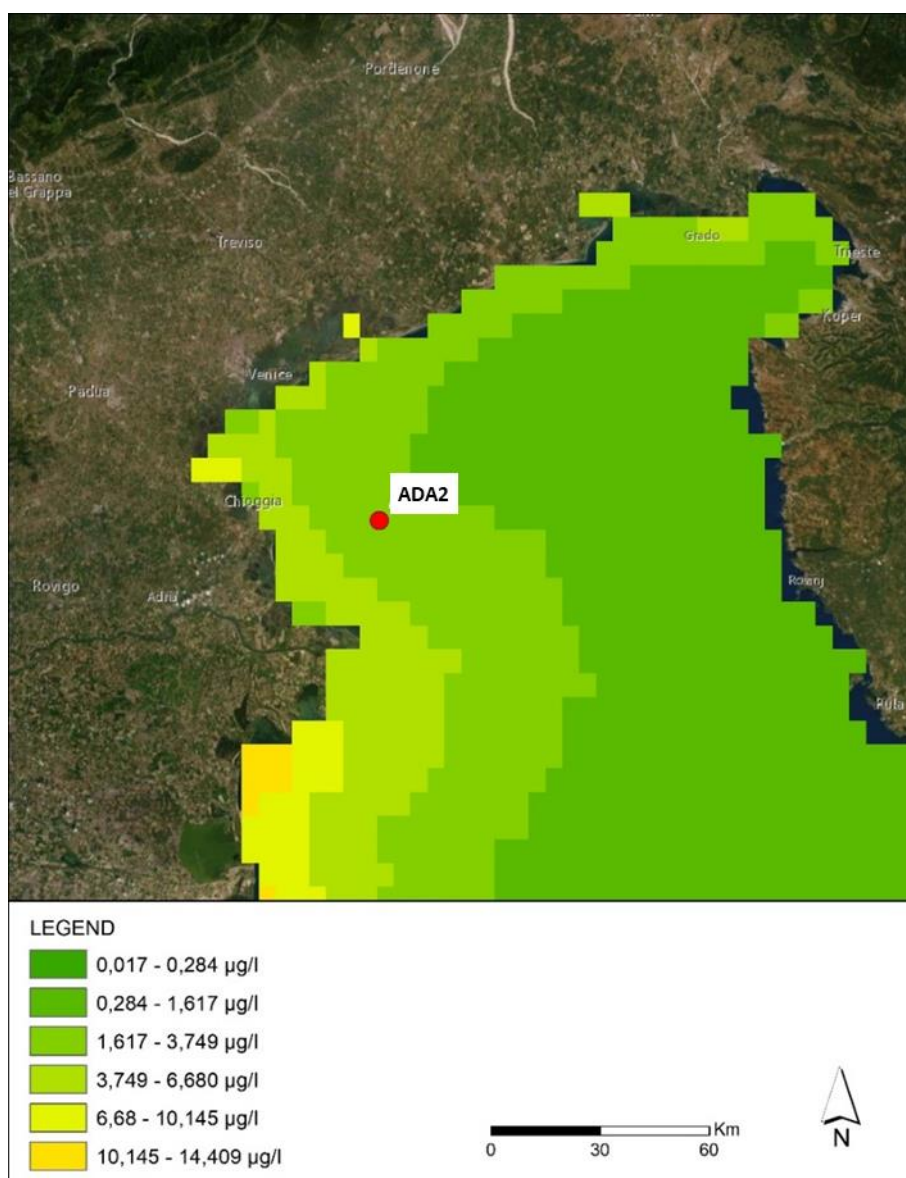 Pordenone
Bassano
el Grappa
Treviso
Grado
Trieste
Koper
Venice
Padua
ADA2
Chioggia
Rovigo
Adria
Rovinj
Pula
LEGEND
0,017 - 0,284 µg/l
0,284 - 1,617 µg/l
1,617 - 3,749 µg/l
3,749 - 6,680 µg/l
6,68 - 10,145 µg/l
10,145 - 14,409 µg/l
Km
0 30 60
N